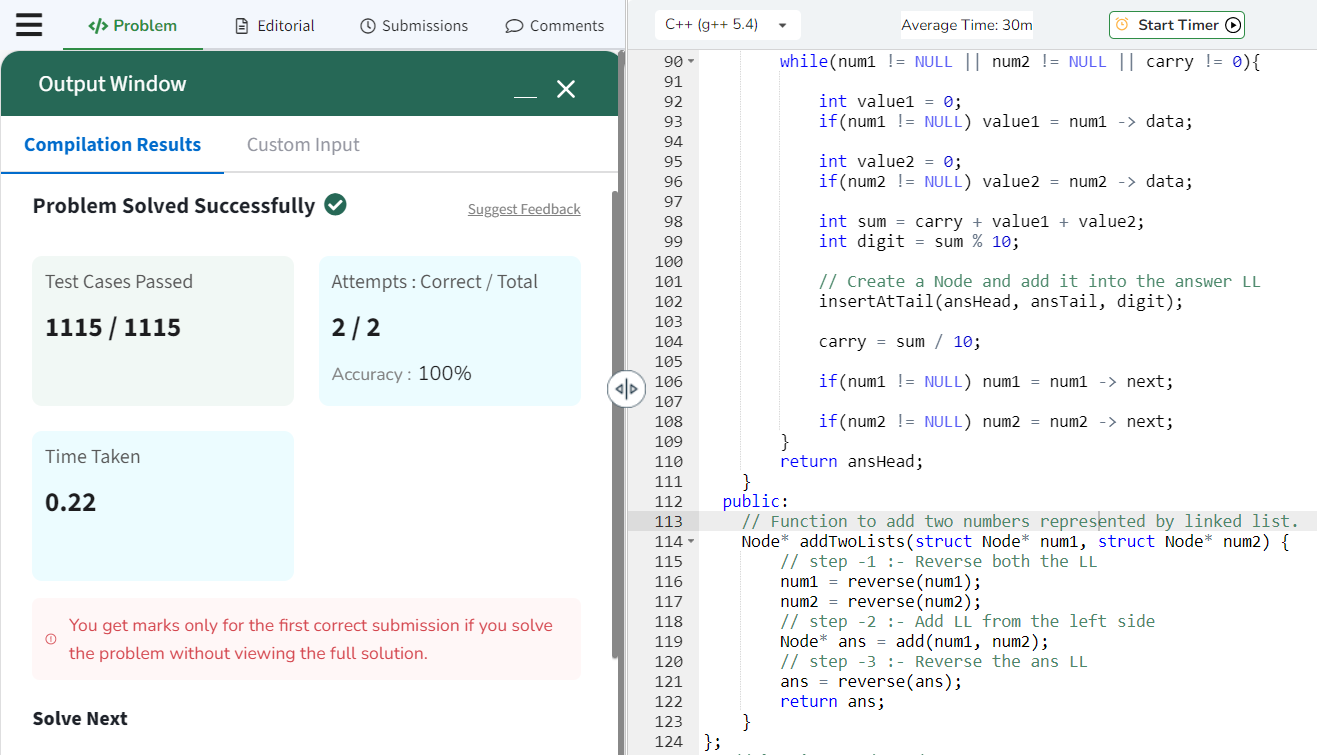 Problem
Editorial
Submissions
Comments
C++ (g++ 5.4)
Average Time: 30m
Start Timer
Output Window
Compilation Results
Custom Input
Problem Solved Successfully
Suggest Feedback
Test Cases Passed
1115 / 1115
Attempts : Correct / Total
2 / 2
Accuracy : 100%
Time Taken
0.22
You get marks only for the first correct submission if you solve
the problem without viewing the full solution.
Solve Next
90 while(num1 != NULL || num2 != NULL || carry != 0){
91
92 int value1 = 0;
93 if(num1 != NULL) value1 = num1 -> data;
94
95 int value2 = 0;
96 if(num2 != NULL) value2 = num2 -> data;
97
98 int sum = carry + value1 + value2;
99 int digit = sum % 10;
100
101 // Create a Node and add it into the answer LL
102 insertAtTail(ansHead, ansTail, digit);
103
104 carry = sum / 10;
105
106 if(num1 != NULL) num1 = num1 -> next;
107
108 if(num2 != NULL) num2 = num2 -> next;
109 }
110 return ansHead;
111 }
112 public:
113 // Function to add two numbers represented by linked list.
114 Node* addTwoLists(struct Node* num1, struct Node* num2) {
115 // step -1 :- Reverse both the LL
116 num1 = reverse(num1);
117 num2 = reverse(num2);
118 // step -2 :- Add LL from the left side
119 Node* ans = add(num1, num2);
120 // step -3 :- Reverse the ans LL
121 ans = reverse(ans);
122 return ans;
123 }
124 };